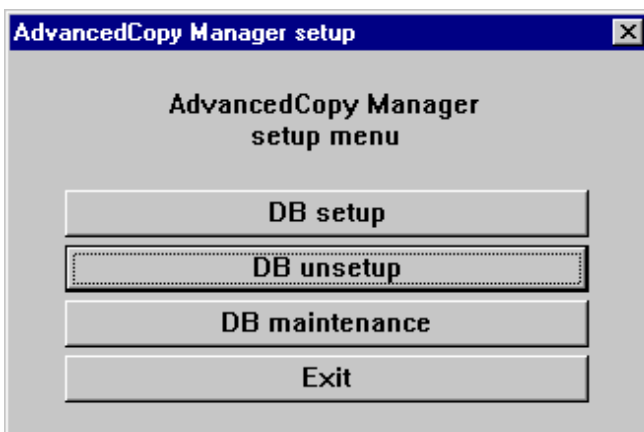 AdvancedCopy Manager setup
AdvancedCopy Manager
setup menu
DB setup
DB unsetup
DB maintenance
Exit